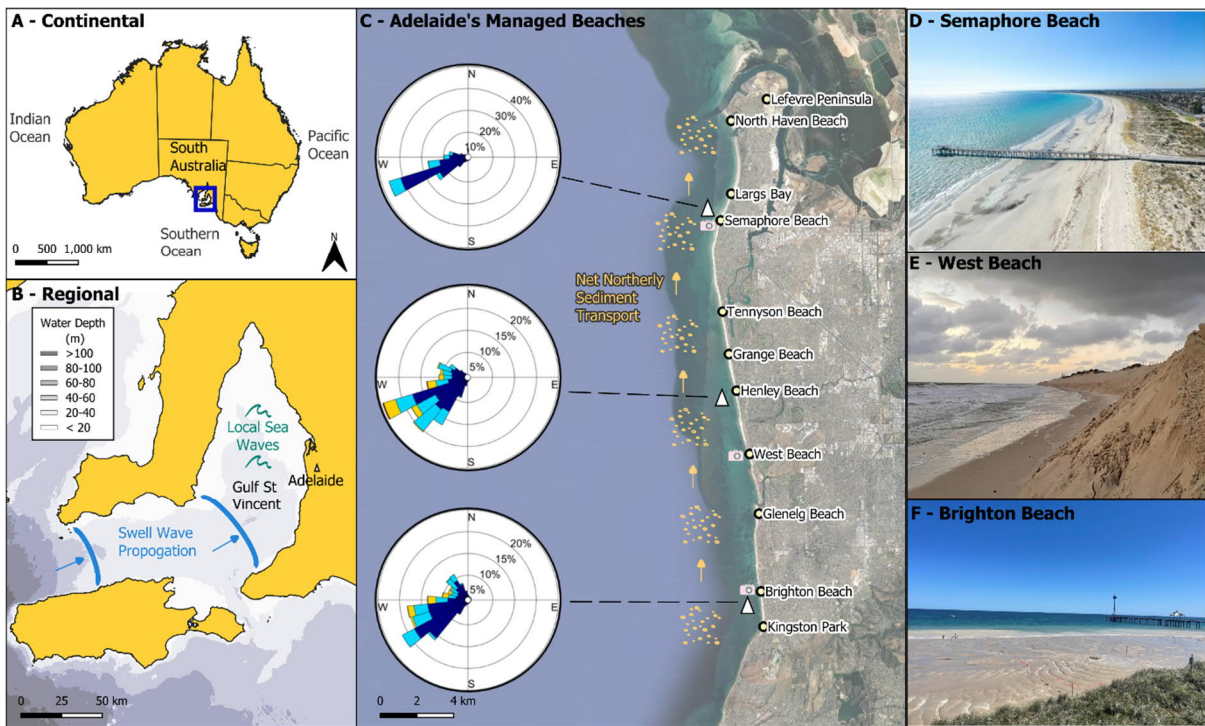 A - Continental
Indian
Ocean
Pacific
Ocean
South
Australia
Southern
Ocean
0 500 1,000 km
N
B - Regional
Water Depth
(m)
>100
80-100
60-80
40-60
20-40
< 20
Local Sea
Waves
Adelaide
Gulf St
Vincent
Swell Wave
Propogation
0 25 50 km
C - Adelaide's Managed Beaches
N
40%
30%
20%
10%
W
E
S
N
20%
15%
10%
5%
W
E
S
N
20%
15%
10%
5%
W
E
S
Net Northerly
Sediment
Transport
Lefevre Peninsula
North Haven Beach
Largs Bay
Semaphore Beach
Tennyson Beach
Grange Beach
Henley Beach
West Beach
Glenelg Beach
Brighton Beach
Kingston Park
0 2 4 km
D - Semaphore Beach
E - West Beach
F - Brighton Beach